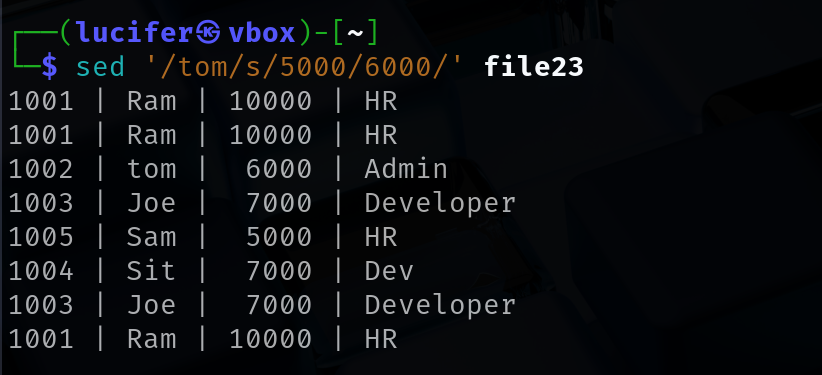 ┌──(lucifer㉿vbox)-[~]
└─$ sed '/tom/s/5000/6000/' file23
1001 | Ram | 10000 | HR
1001 | Ram | 10000 | HR
1002 | tom |  6000 | Admin
1003 | Joe |  7000 | Developer
1005 | Sam |  5000 | HR
1004 | Sit |  7000 | Dev
1003 | Joe |  7000 | Developer
1001 | Ram | 10000 | HR